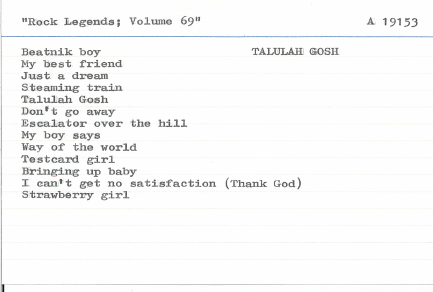 "Rock Legends; Volume 69" A 19153
Beatnik boy TALULAH GOSH
My best friend
Just a dream
Steaming train
Talulah Gosh
Don't go away
Escalator over the hill
My boy says
Way of the world
Testcard girl
Bringing up baby
I can't get no satisfaction (Thank God)
Strawberry girl